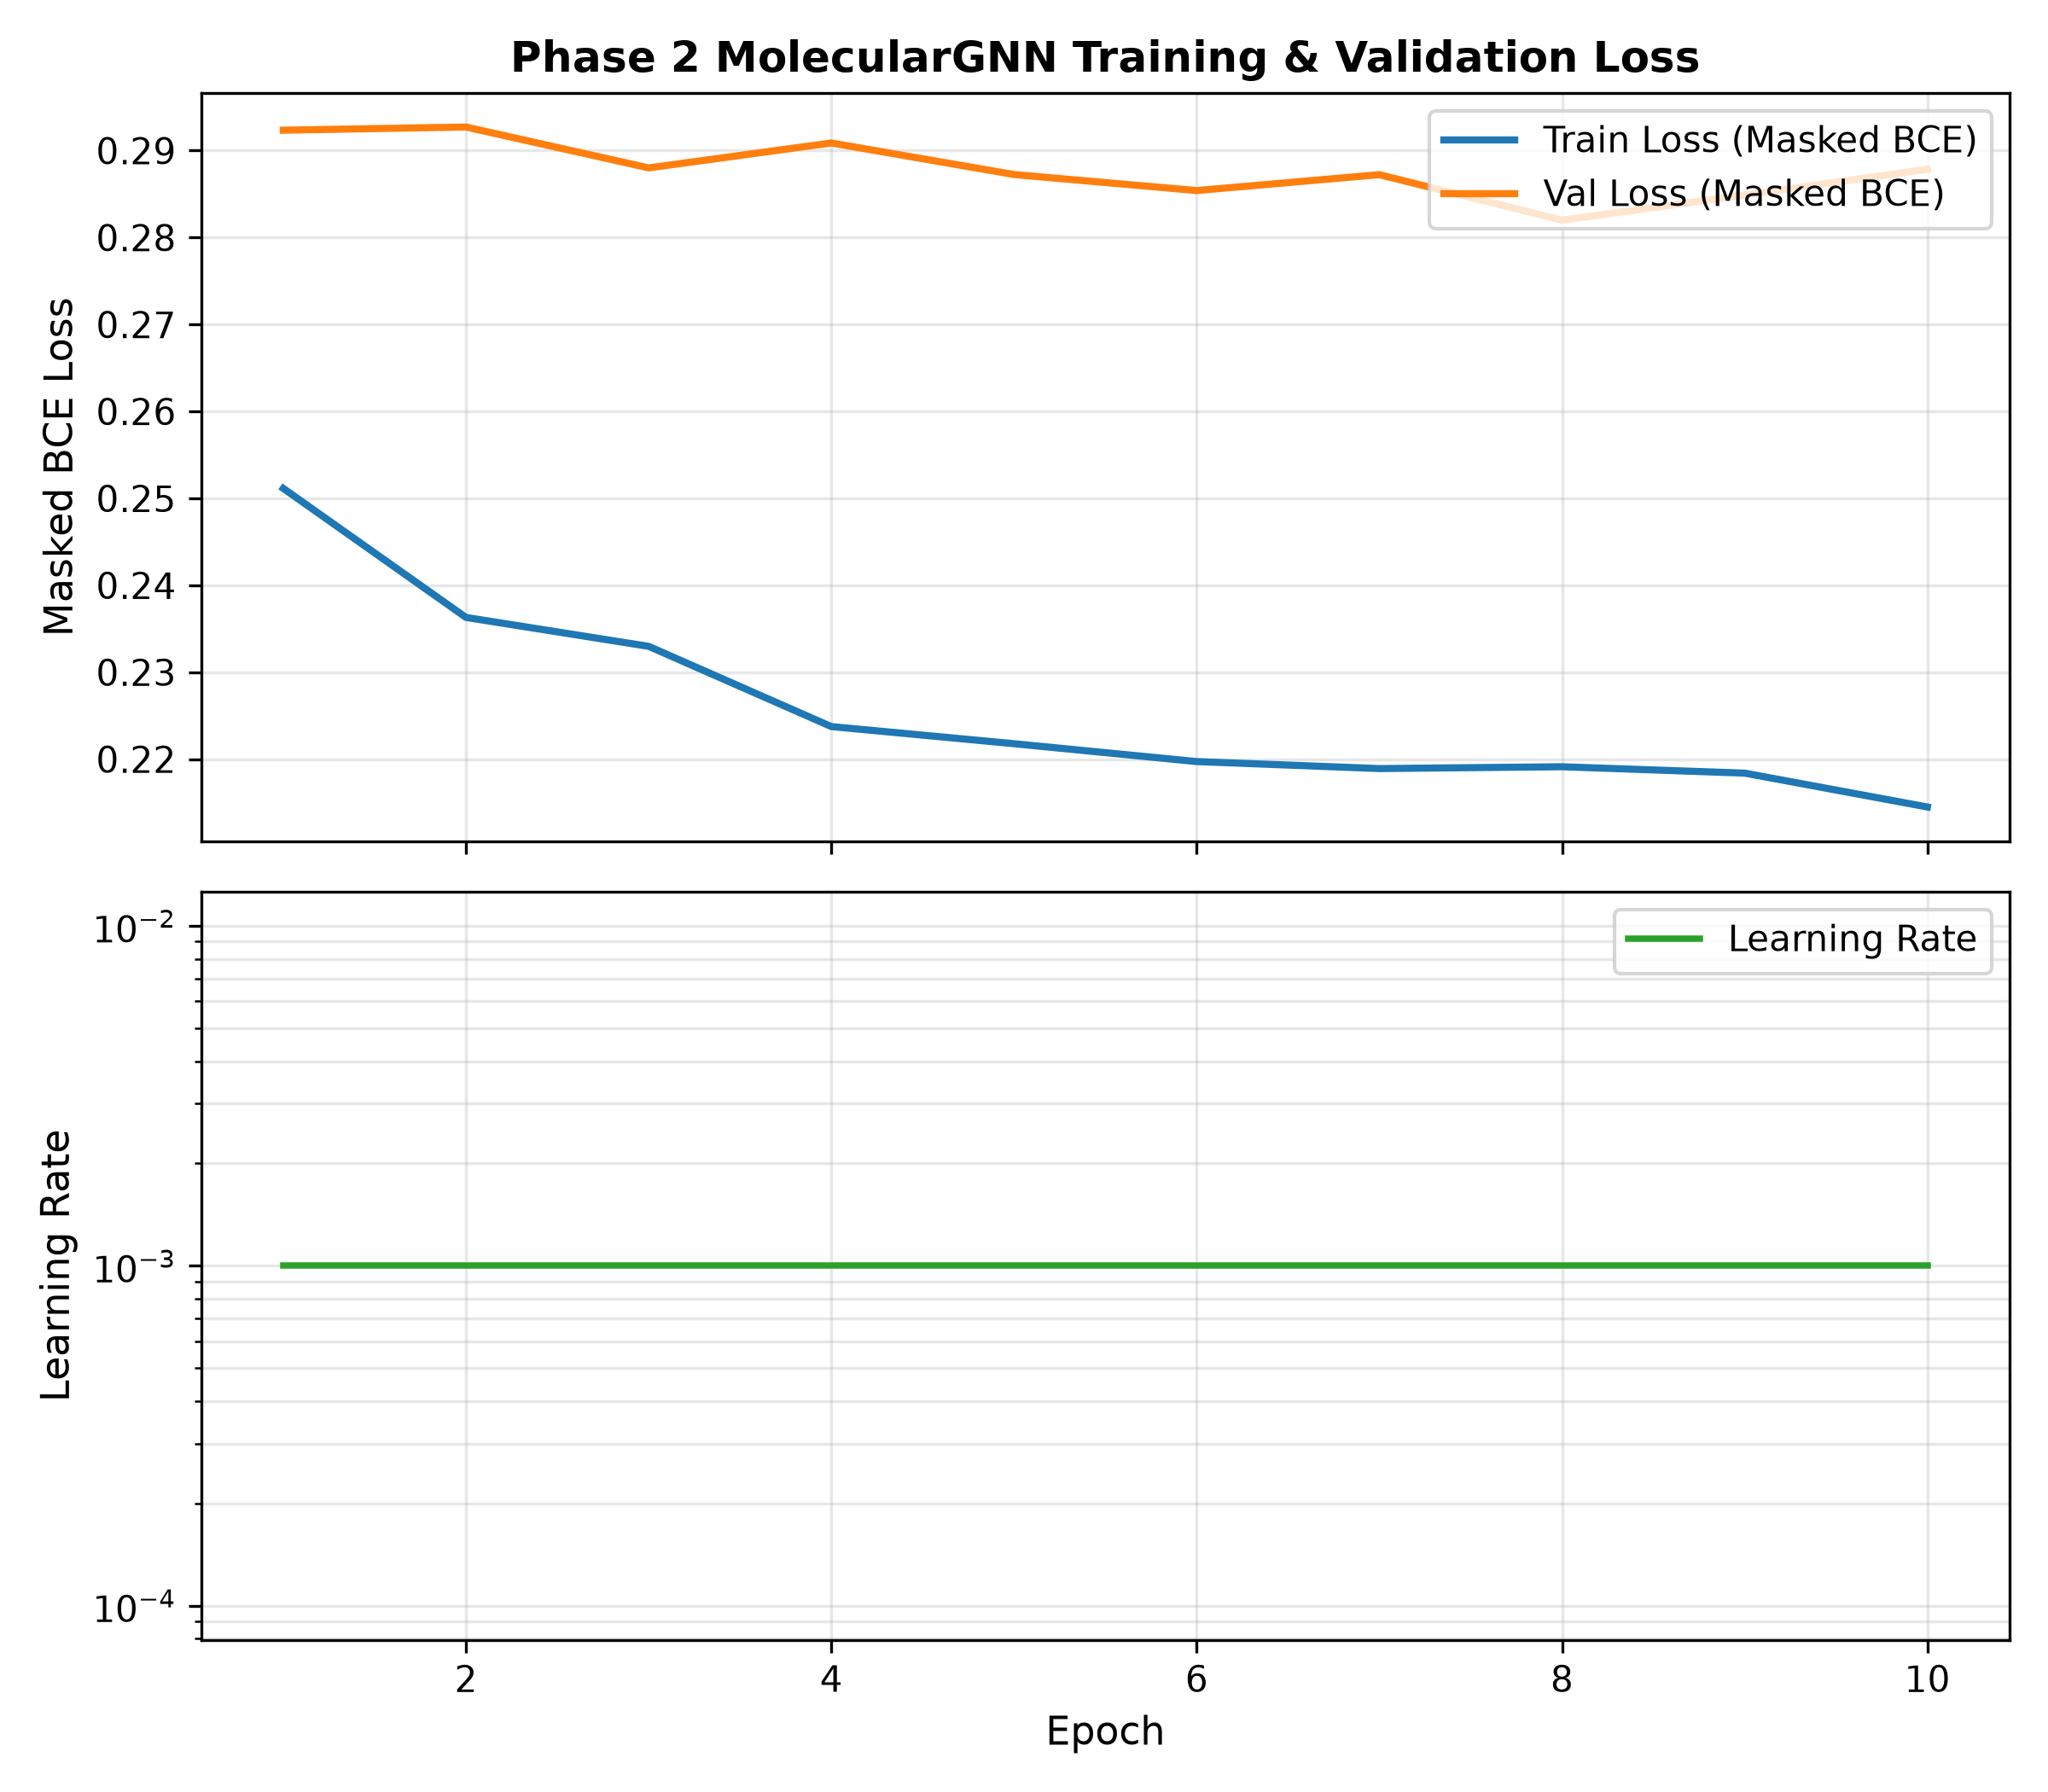 Phase 2 MolecularGNN Training & Validation Loss
Train Loss (Masked BCE)
Val Loss (Masked BCE)
Masked BCE Loss
0.29
0.28
0.27
0.26
0.25
0.24
0.23
0.22
Learning Rate
Learning Rate
10⁻²
10⁻³
10⁻⁴
2 4 6 8 10
Epoch